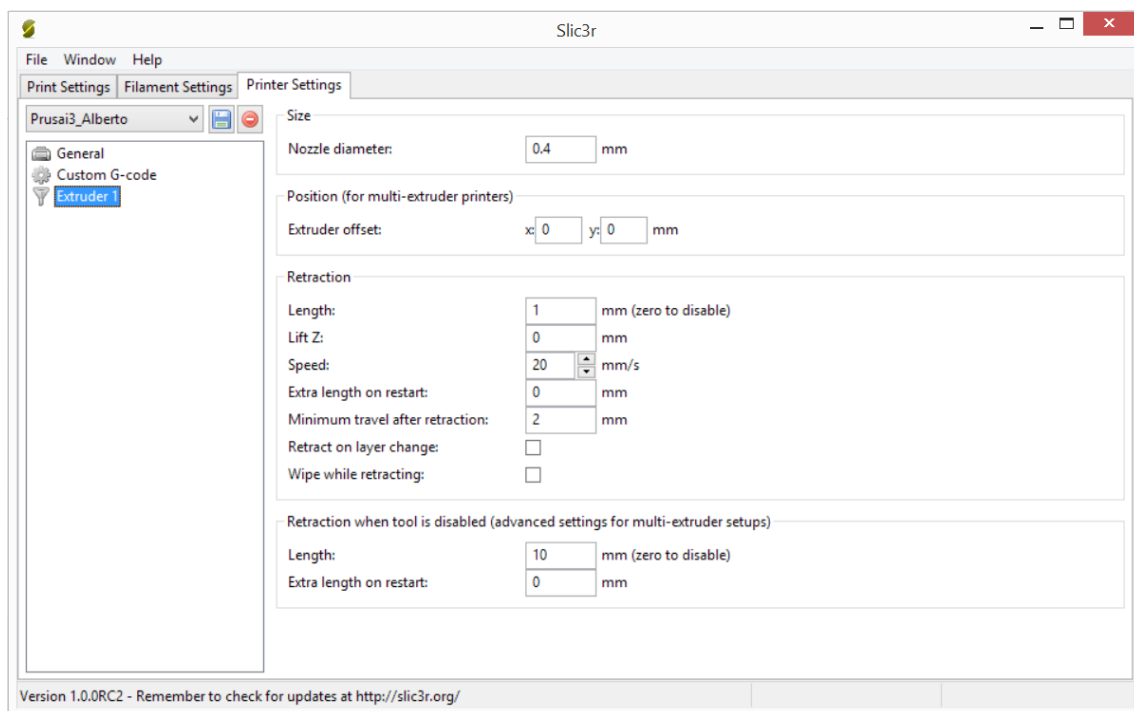 Slic3r
File Window Help
Print Settings Filament Settings Printer Settings
Prusai3_Alberto
General
Custom G-code
Extruder 1
Size
Nozzle diameter: 0.4 mm
Position (for multi-extruder printers)
Extruder offset: x: 0 y: 0 mm
Retraction
Length: 1 mm (zero to disable)
Lift Z: 0 mm
Speed: 20 mm/s
Extra length on restart: 0 mm
Minimum travel after retraction: 2 mm
Retract on layer change:
Wipe while retracting:
Retraction when tool is disabled (advanced settings for multi-extruder setups)
Length: 10 mm (zero to disable)
Extra length on restart: 0 mm
Version 1.0.0RC2 - Remember to check for updates at http://slic3r.org/